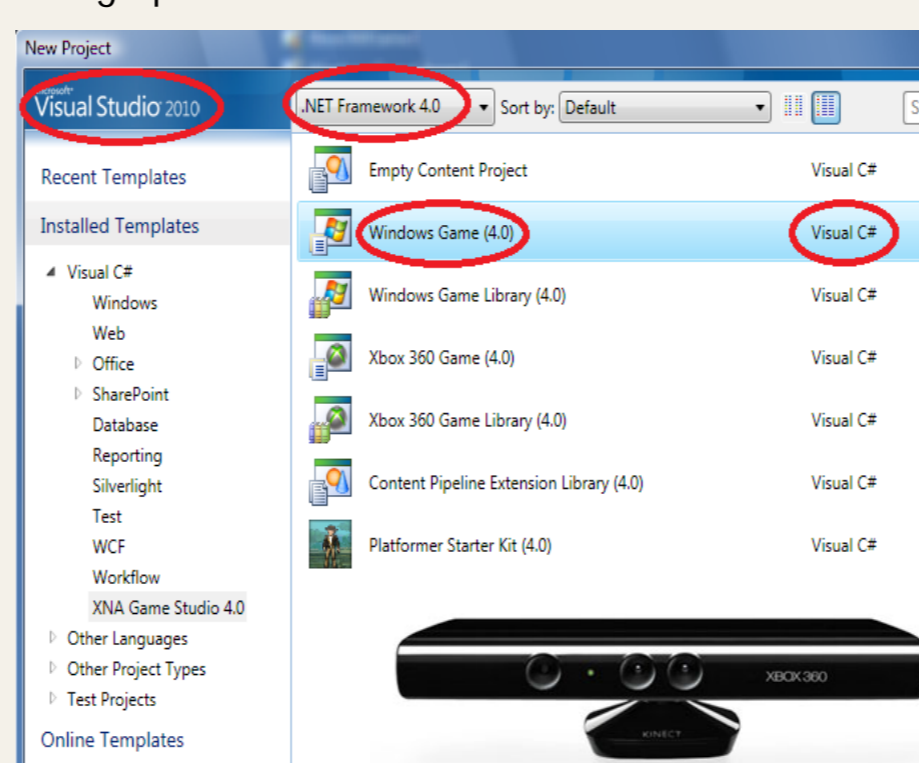 New Project
Microsoft
Visual Studio 2010
.NET Framework 4.0
Sort by: Default
Recent Templates
Installed Templates
Visual C#
Windows
Web
Office
SharePoint
Database
Reporting
Silverlight
Test
WCF
Workflow
XNA Game Studio 4.0
Other Languages
Other Project Types
Test Projects
Online Templates
Empty Content Project Visual C#
Windows Game (4.0) Visual C#
Windows Game Library (4.0) Visual C#
Xbox 360 Game (4.0) Visual C#
Xbox 360 Game Library (4.0) Visual C#
Content Pipeline Extension Library (4.0) Visual C#
Platformer Starter Kit (4.0) Visual C#
XBOX 360
KINECT